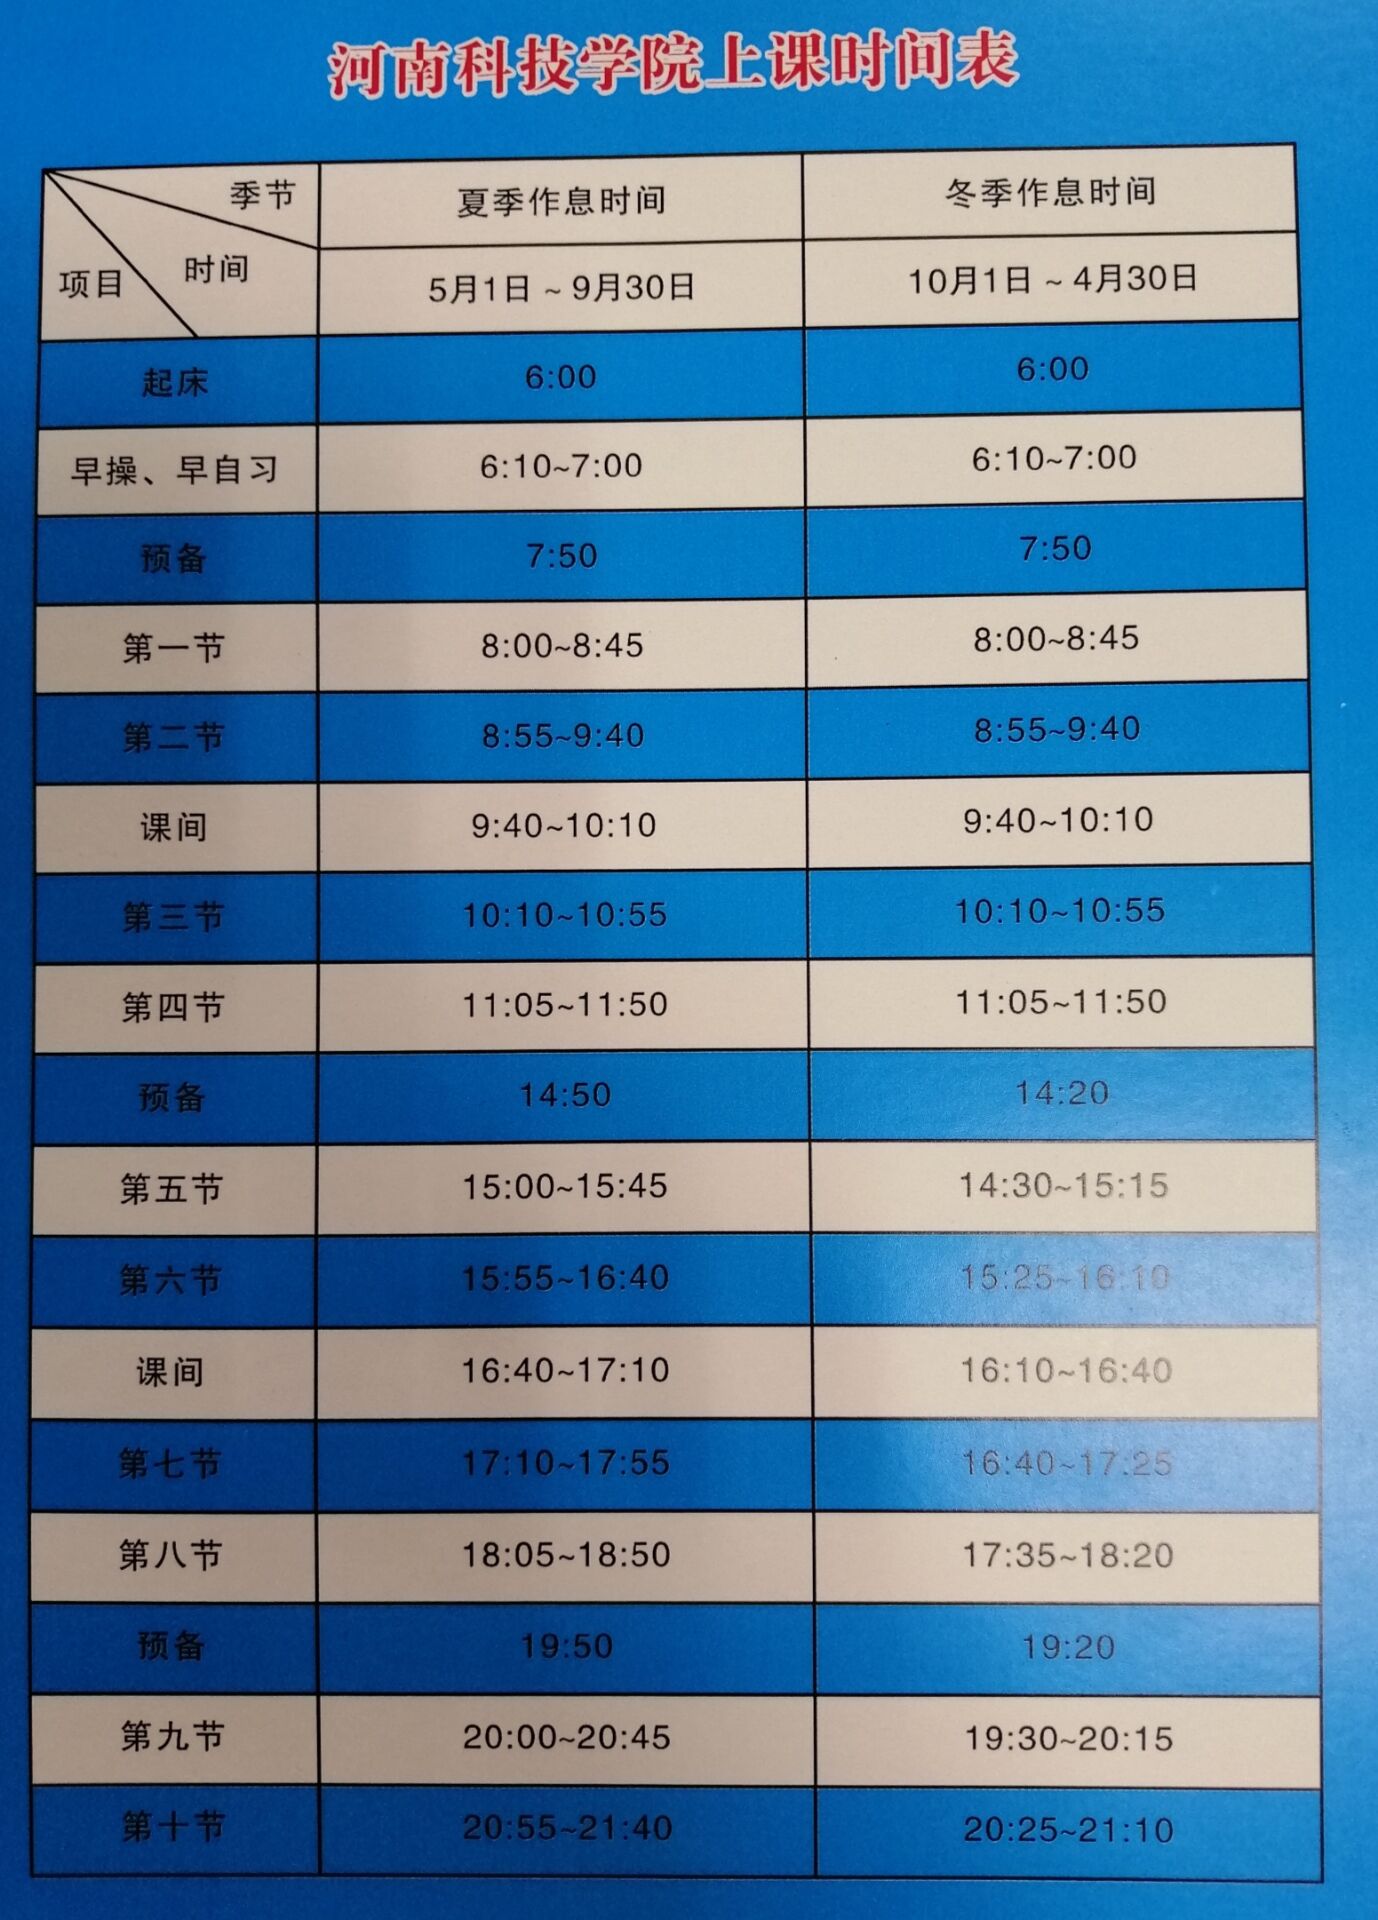 河南科技学院上课时间表
季节 夏季作息时间 冬季作息时间
项目 时间 5月1日 ~ 9月30日 10月1日 ~ 4月30日
起床 6:00 6:00
早操、早自习 6:10~7:00 6:10~7:00
预备 7:50 7:50
第一节 8:00~8:45 8:00~8:45
第二节 8:55~9:40 8:55~9:40
课间 9:40~10:10 9:40~10:10
第三节 10:10~10:55 10:10~10:55
第四节 11:05~11:50 11:05~11:50
预备 14:50 14:20
第五节 15:00~15:45 14:30~15:15
第六节 15:55~16:40 15:25~16:10
课间 16:40~17:10 16:10~16:40
第七节 17:10~17:55 16:40~17:25
第八节 18:05~18:50 17:35~18:20
预备 19:50 19:20
第九节 20:00~20:45 19:30~20:15
第十节 20:55~21:40 20:25~21:10